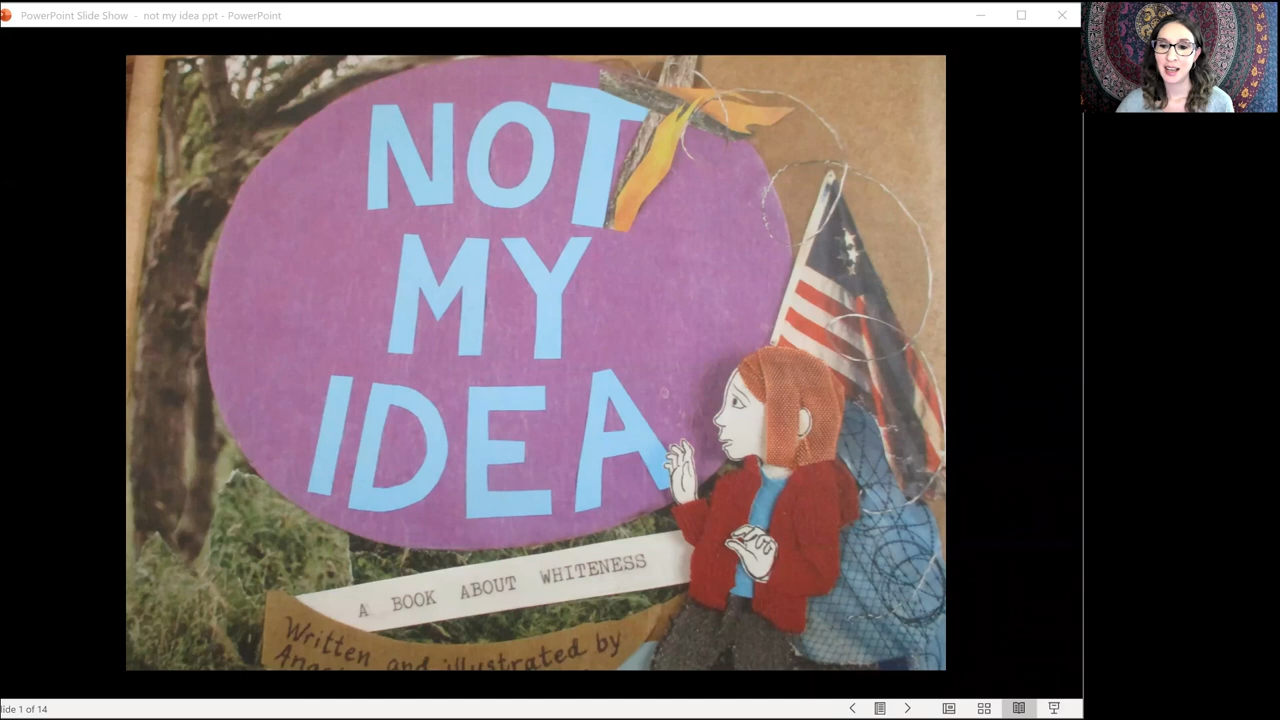 PowerPoint Slide Show - not my idea ppt - PowerPoint
NOT
MY
IDEA
A BOOK ABOUT WHITENESS
Written and illustrated by
lide 1 of 14